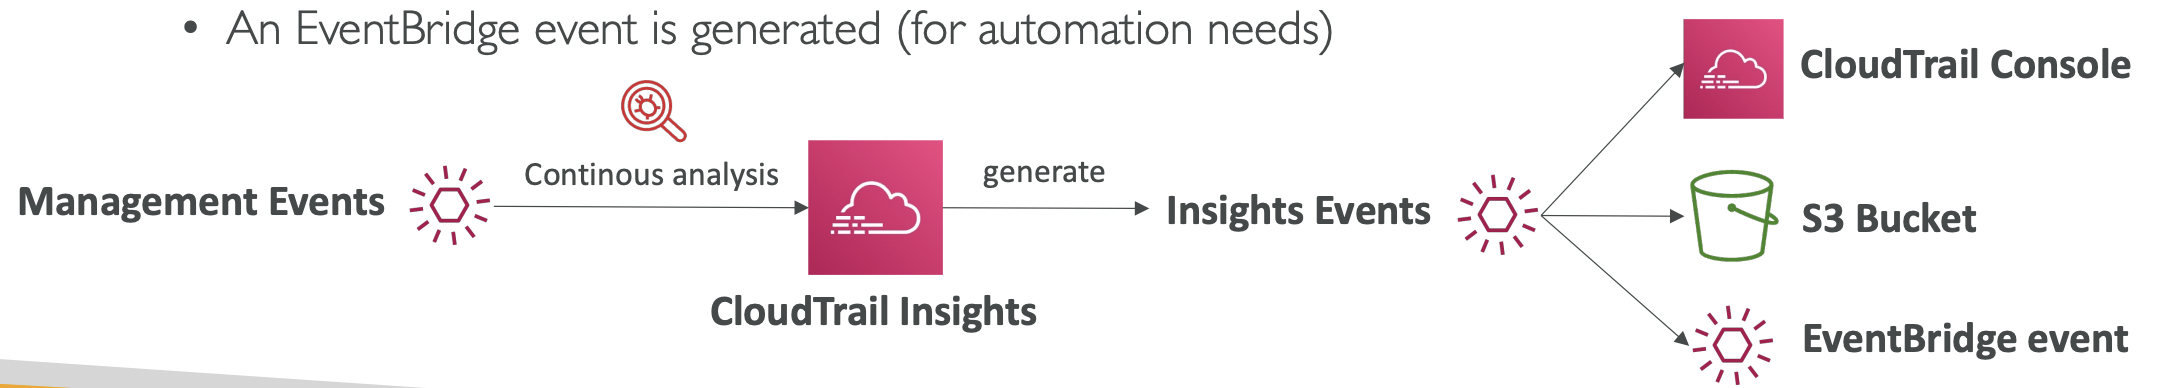 • An EventBridge event is generated (for automation needs)
CloudTrail Console
Continous analysis
generate
Management Events
Insights Events
S3 Bucket
CloudTrail Insights
EventBridge event